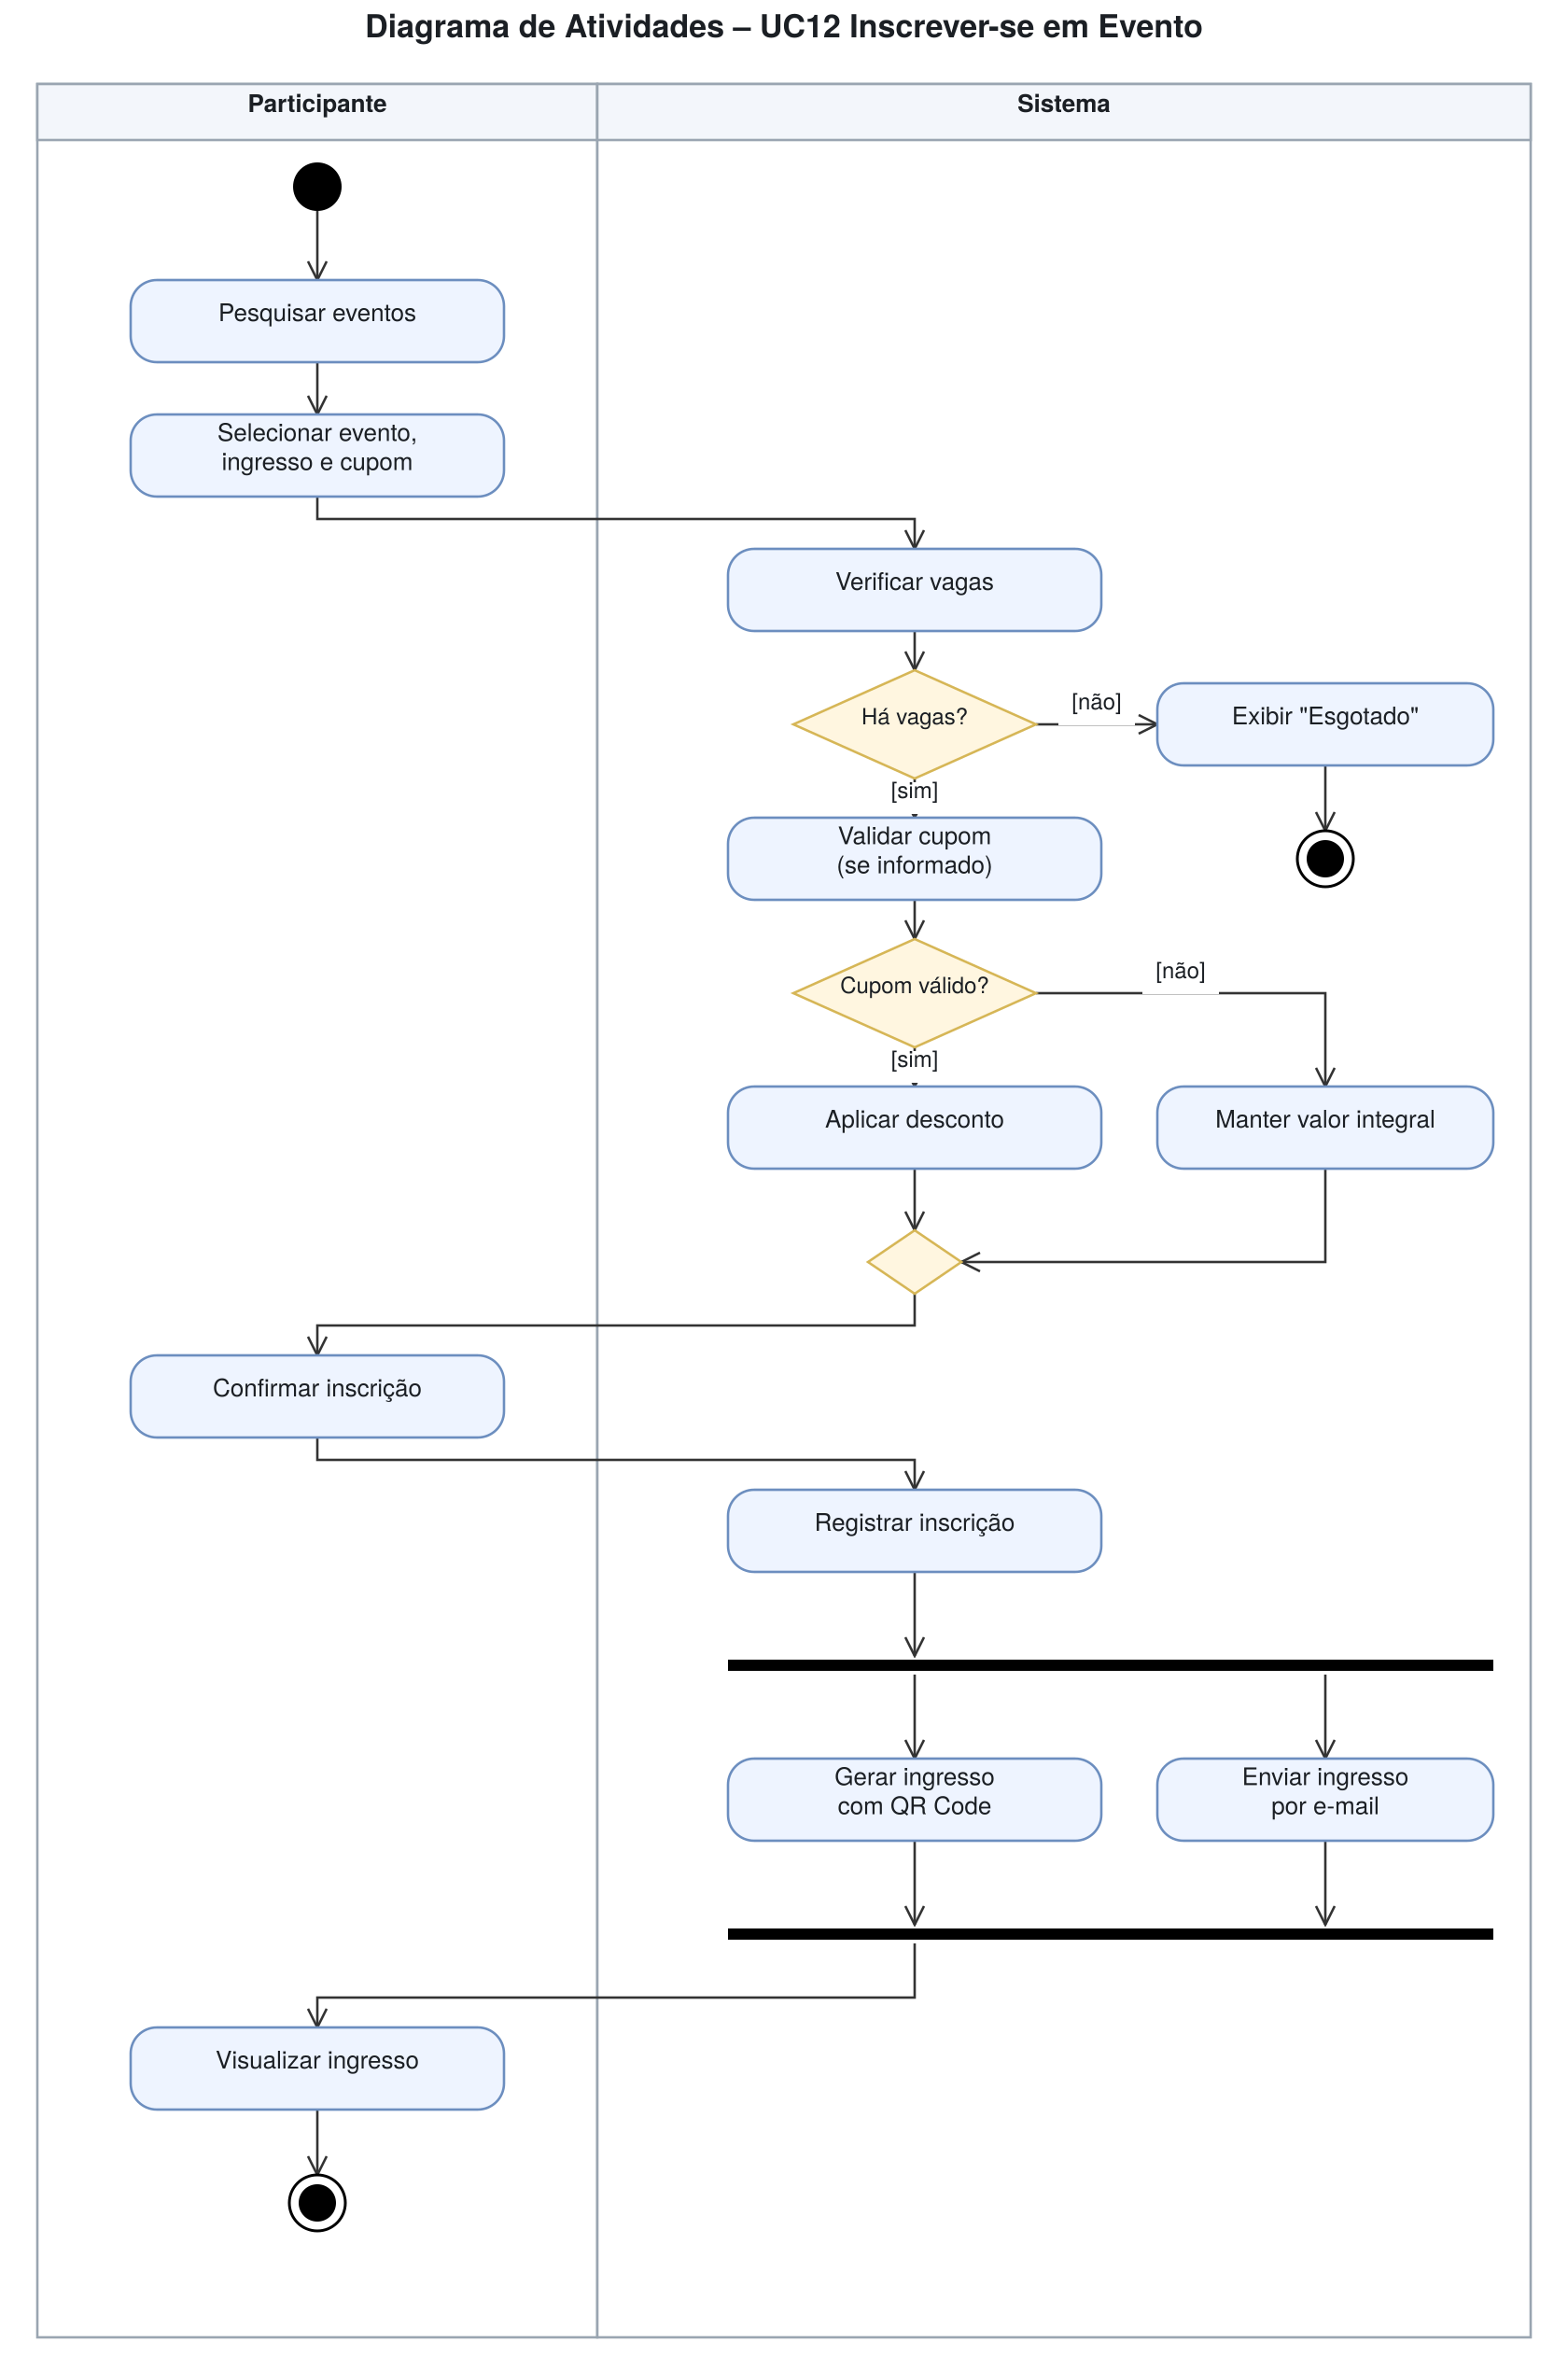 Diagrama de Atividades – UC12 Inscrever-se em Evento
Participante
Sistema
Pesquisar eventos
Selecionar evento,
ingresso e cupom
Verificar vagas
Há vagas?
[não]
Exibir "Esgotado"
[sim]
Validar cupom
(se informado)
Cupom válido?
[não]
[sim]
Aplicar desconto
Manter valor integral
Confirmar inscrição
Registrar inscrição
Gerar ingresso
com QR Code
Enviar ingresso
por e-mail
Visualizar ingresso